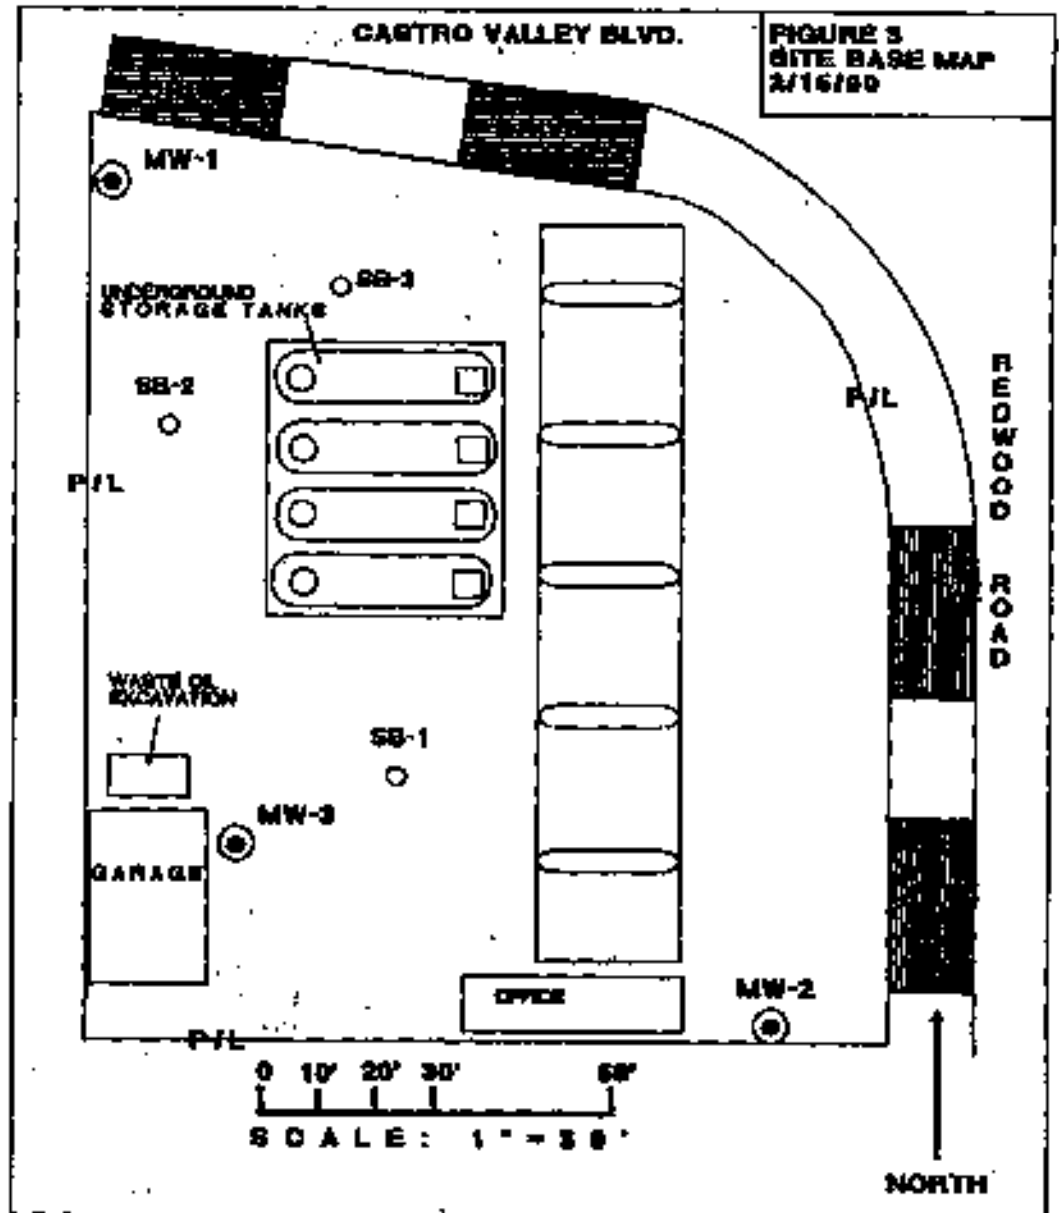 CASTRO VALLEY BLVD.
FIGURE 3
SITE BASE MAP
MW-1
SB-3
UNDERGROUND
STORAGE TANKS
SB-2
P/L
P/L
REDWOOD ROAD
WASTE OIL
EXCAVATION
SB-1
MW-3
GARAGE
OFFICE
MW-2
P/L
0 10' 20' 30'
SCALE:
NORTH